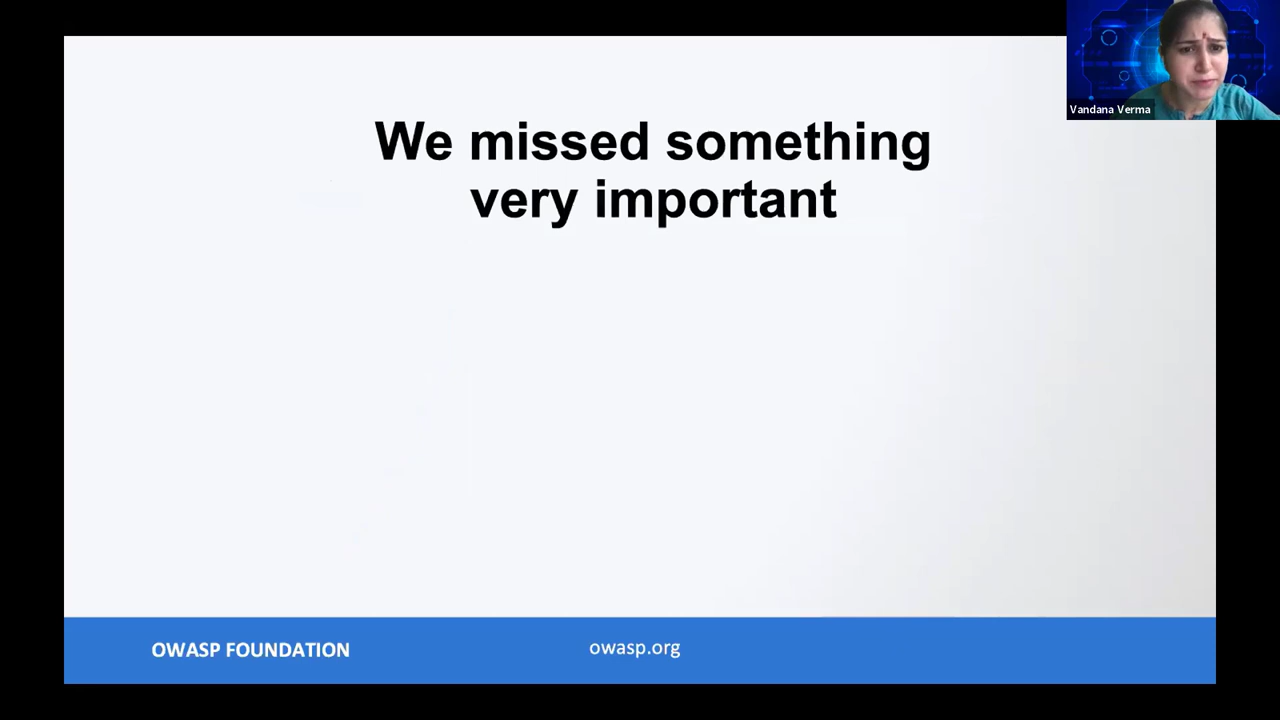 Vandana Verma
We missed something
very important
OWASP FOUNDATION
owasp.org